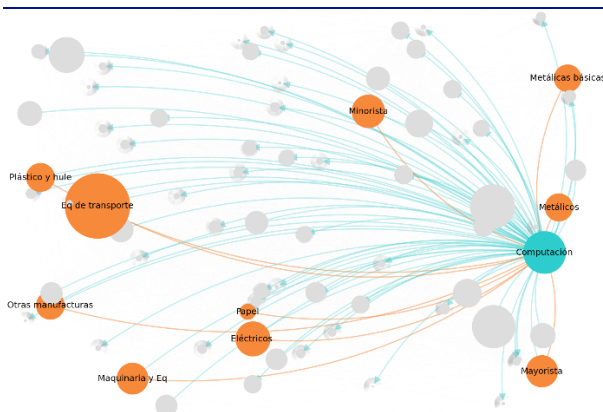 Metálicas básicas
Minorista
Plástico y hule
Eq de transporte
Metálicos
Computación
Otras manufacturas
Papel
Eléctricos
Maquinaria y Eq
Mayorista